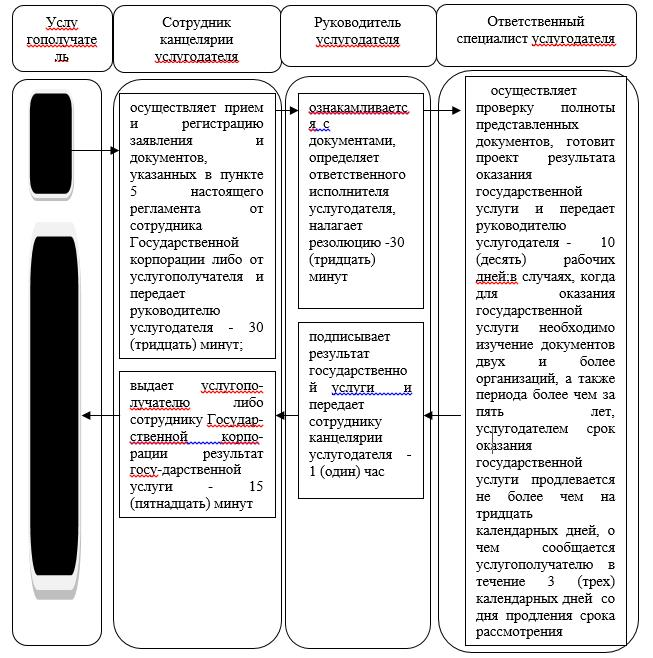 Услу
гополучате
ль
Сотрудник
канцелярии
услугодателя
Руководитель
услугодателя
Ответственный
специалист услугодателя
осуществляет прием
и регистрацию
заявления и
документов,
указанных в пункте
5 настоящего
регламента от
сотрудника
Государственной
корпорации либо от
услугополучателя и
передает
руководителю
услугодателя - 30
(тридцать) минут;
ознакамливаетс
я с
документами,
определяет
ответственного
исполнителя
услугодателя,
налагает
резолюцию -30
(тридцать)
минут
осуществляет
проверку полноты
представленных
документов, готовит
проект результата
оказания
государственной
услуги и передает
руководителю
услугодателя - 10
(десять) рабочих
дней;в случаях, когда
для оказания
государственной
услуги необходимо
изучение документов
двух и более
организаций, а также
периода более чем за
пять лет,
услугодателем срок
оказания
государственной
услуги продлевается
не более чем на
тридцать
календарных дней, о
чем сообщается
услугополучателю в
течение 3 (трех)
календарных дней со
дня продления срока
рассмотрения
выдает услугопо-
лучателю либо
сотруднику Государ-
ственной корпо-
рации результат
госу-дарственной
услуги - 15
(пятнадцать) минут
подписывает
результат
государственно
й услуги и
передает
сотруднику
канцелярии
услугодателя -
1 (один) час